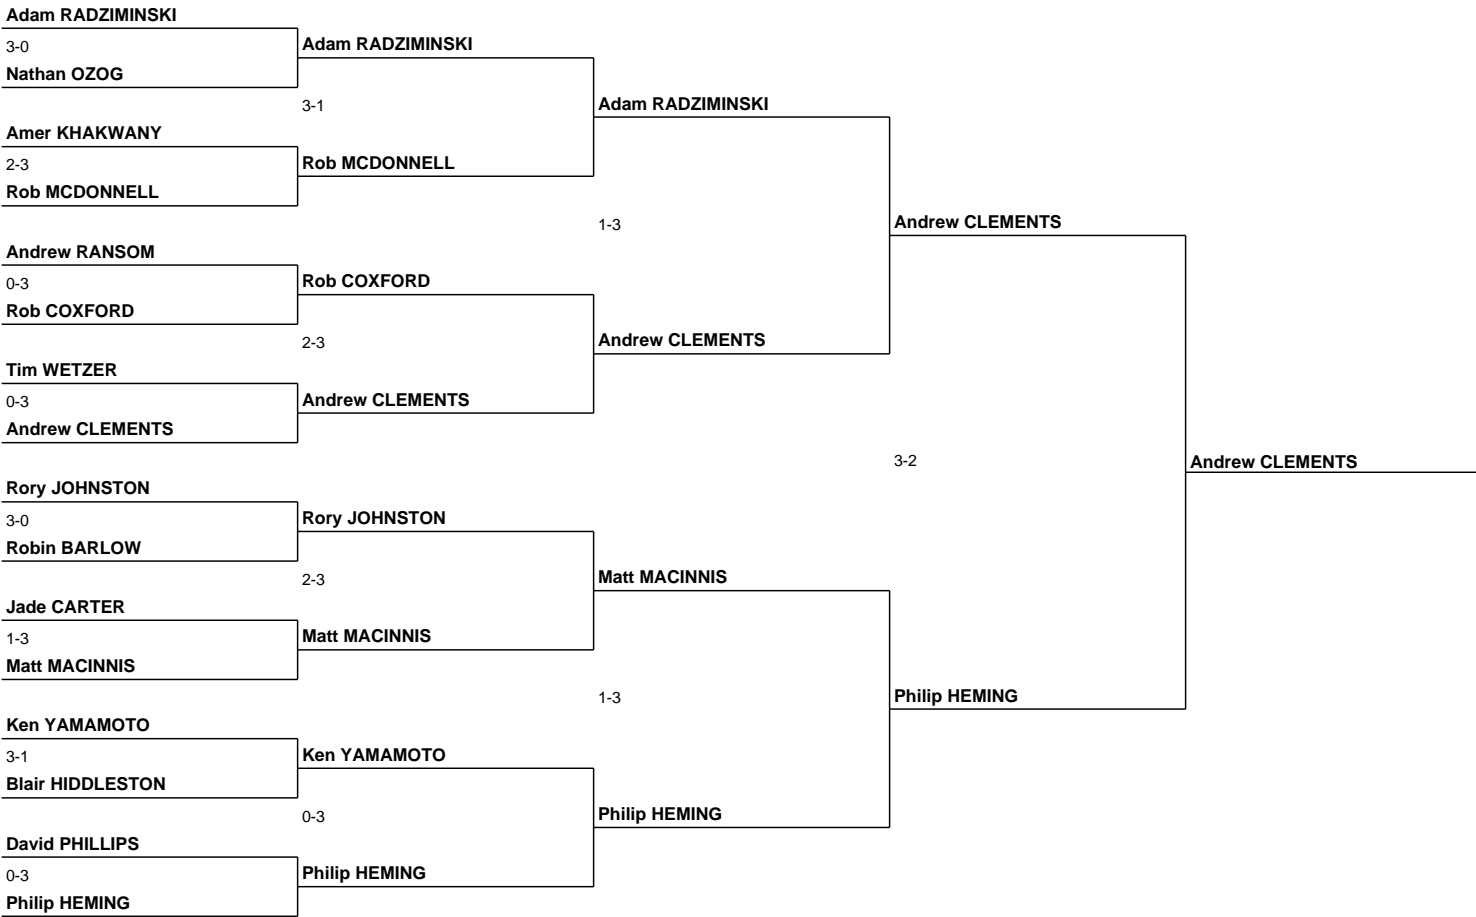 Adam RADZIMINSKI
3-0
Nathan OZOG
Amer KHAKWANY
2-3
Rob MCDONNELL
Andrew RANSOM
0-3
Rob COXFORD
Tim WETZER
0-3
Andrew CLEMENTS
Rory JOHNSTON
3-0
Robin BARLOW
Jade CARTER
1-3
Matt MACINNIS
Ken YAMAMOTO
3-1
Blair HIDDLESTON
David PHILLIPS
0-3
Philip HEMING
Adam RADZIMINSKI
3-1
Rob MCDONNELL
Rob COXFORD
2-3
Andrew CLEMENTS
Rory JOHNSTON
2-3
Matt MACINNIS
Ken YAMAMOTO
0-3
Philip HEMING
Adam RADZIMINSKI
1-3
Andrew CLEMENTS
Matt MACINNIS
1-3
Philip HEMING
Andrew CLEMENTS
3-2
Philip HEMING
Andrew CLEMENTS